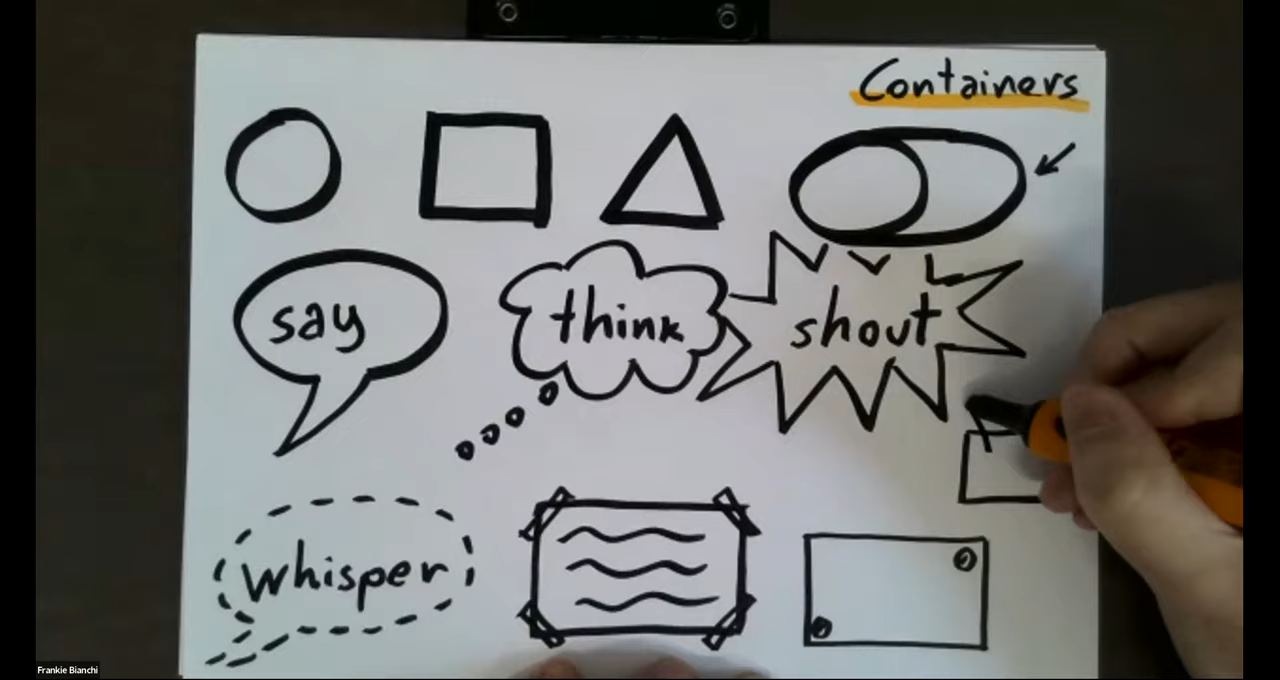 Containers
say
think
shout
whisper
Frankie Bianchi